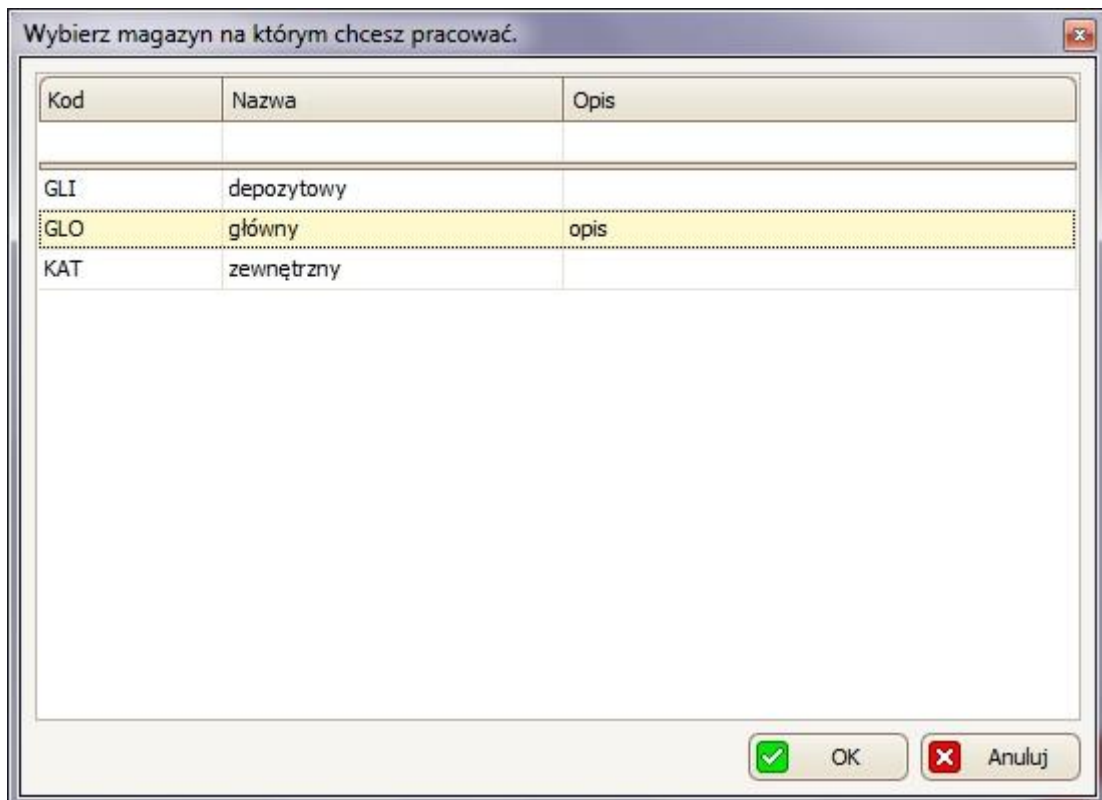 Wybierz magazyn na którym chcesz pracować.
Kod Nazwa Opis
GLI depozytowy
GLO główny opis
KAT zewnętrzny
OK Anuluj